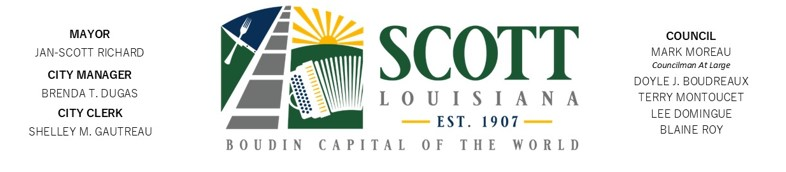 MAYOR
JAN-SCOTT RICHARD
CITY MANAGER
BRENDA T. DUGAS
CITY CLERK
SHELLEY M. GAUTREAU
SCOTT
LOUISIANA
EST. 1907
BOUDIN CAPITAL OF THE WORLD
COUNCIL
MARK MOREAU
Councilman At Large
DOYLE J. BOUDREAUX
TERRY MONTOUCET
LEE DOMINGUE
BLAINE ROY